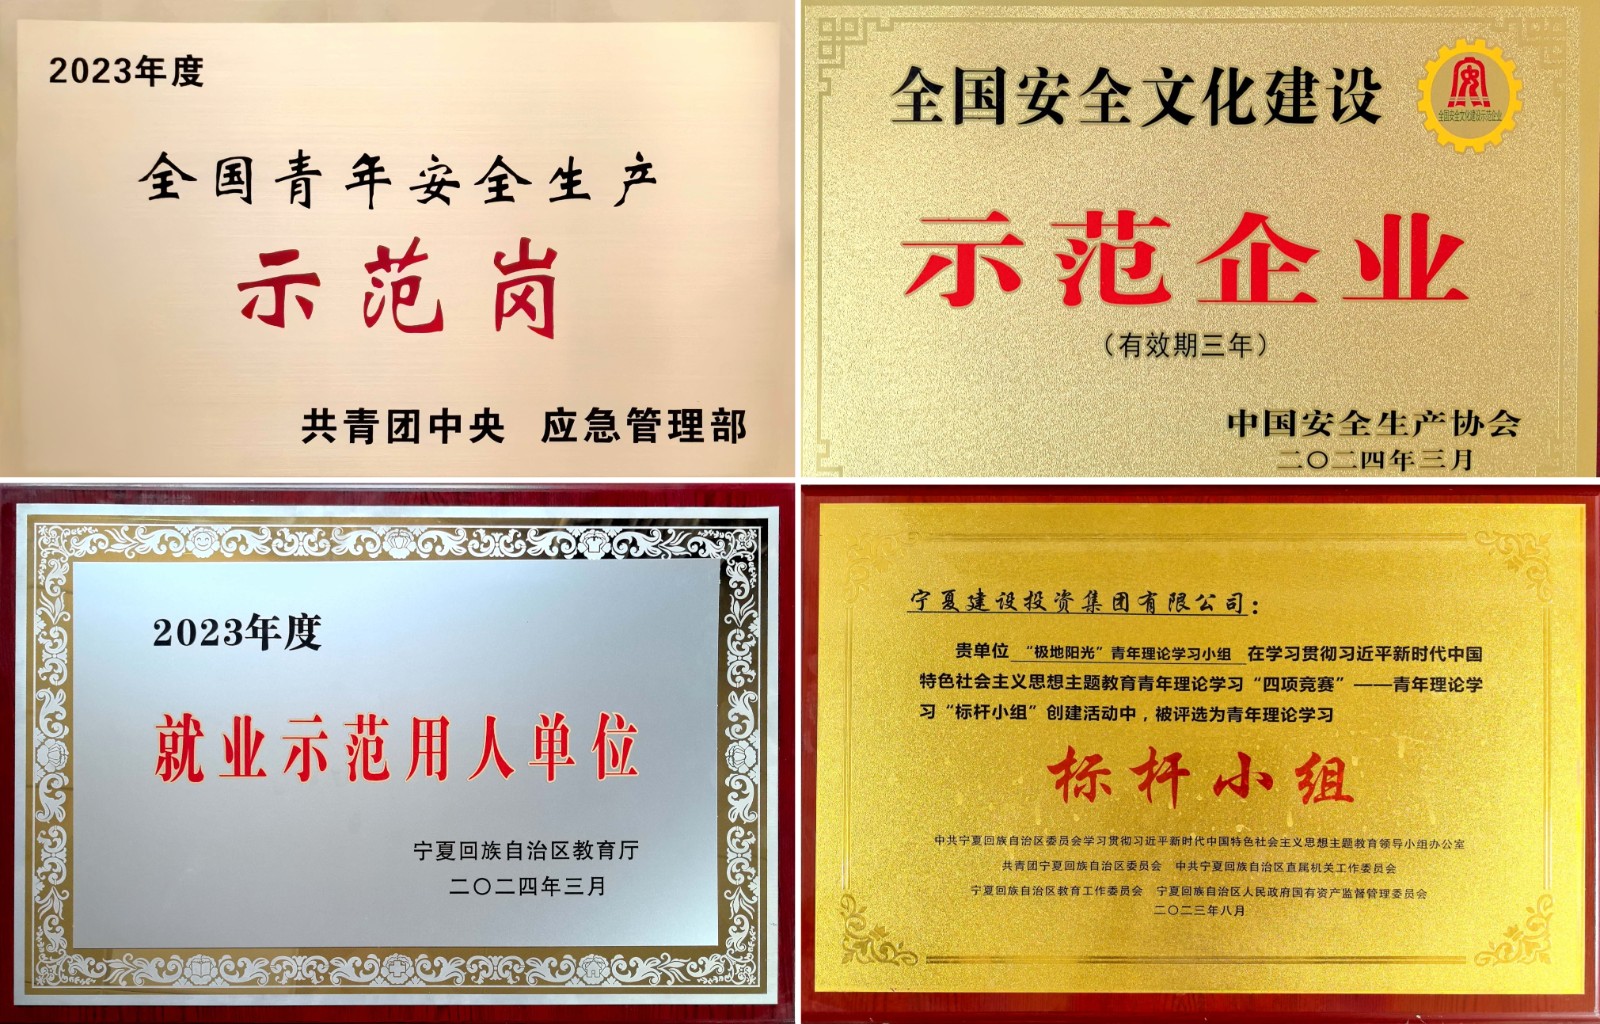 2023年度
全国青年安全生产
示范岗
共青团中央 应急管理部
全国安全文化建设
全国安全文化建设示范企业
示范企业
（有效期三年）
中国安全生产协会
二〇二四年三月
2023年度
就业示范用人单位
宁夏回族自治区教育厅
二〇二四年三月
宁夏建设投资集团有限公司：
贵单位“极地阳光”青年理论学习小组 在学习贯彻习近平新时代中国
特色社会主义思想主题教育青年理论学习“四项竞赛”——青年理论学
习“标杆小组”创建活动中，被评选为青年理论学习
标杆小组
中共宁夏回族自治区委员会学习贯彻习近平新时代中国特色社会主义思想主题教育领导小组办公室
共青团宁夏回族自治区委员会 中共宁夏回族自治区直属机关工作委员会
宁夏回族自治区教育工作委员会 宁夏回族自治区人民政府国有资产监督管理委员会
二〇二三年八月